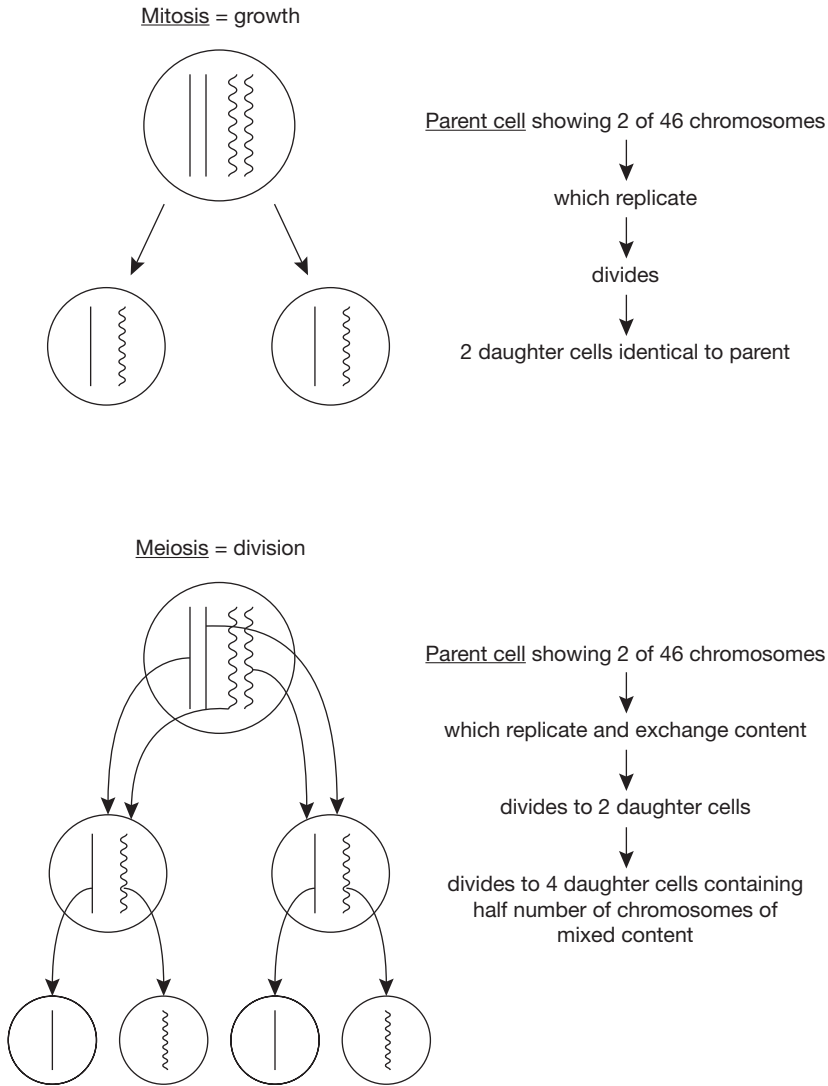 Mitosis = growth
Parent cell showing 2 of 46 chromosomes
which replicate
divides
2 daughter cells identical to parent
Meiosis = division
Parent cell showing 2 of 46 chromosomes
which replicate and exchange content
divides to 2 daughter cells
divides to 4 daughter cells containing
half number of chromosomes of
mixed content